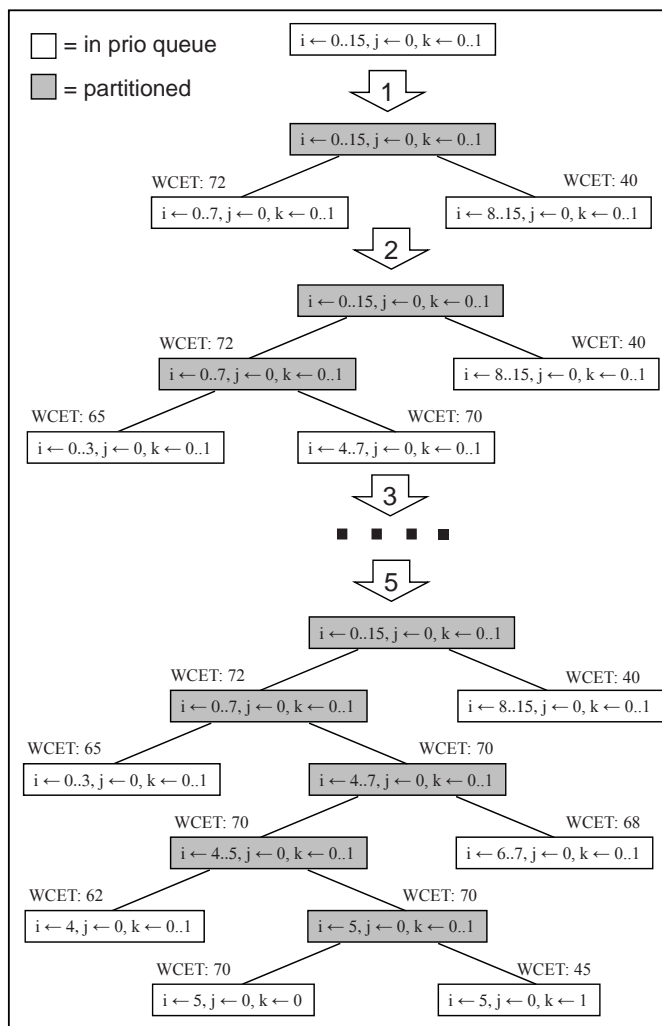 = in prio queue
= partitioned
i ← 0..15, j ← 0, k ← 0..1
1
i ← 0..15, j ← 0, k ← 0..1
WCET: 72 WCET: 40
i ← 0..7, j ← 0, k ← 0..1 i ← 8..15, j ← 0, k ← 0..1
2
i ← 0..15, j ← 0, k ← 0..1
WCET: 72 WCET: 40
i ← 0..7, j ← 0, k ← 0..1 i ← 8..15, j ← 0, k ← 0..1
WCET: 65 WCET: 70
i ← 0..3, j ← 0, k ← 0..1 i ← 4..7, j ← 0, k ← 0..1
3
5
i ← 0..15, j ← 0, k ← 0..1
WCET: 72 WCET: 40
i ← 0..7, j ← 0, k ← 0..1 i ← 8..15, j ← 0, k ← 0..1
WCET: 65 WCET: 70
i ← 0..3, j ← 0, k ← 0..1 i ← 4..7, j ← 0, k ← 0..1
WCET: 70 WCET: 68
i ← 4..5, j ← 0, k ← 0..1 i ← 6..7, j ← 0, k ← 0..1
WCET: 62 WCET: 70
i ← 4, j ← 0, k ← 0..1 i ← 5, j ← 0, k ← 0..1
WCET: 70 WCET: 45
i ← 5, j ← 0, k ← 0 i ← 5, j ← 0, k ← 1